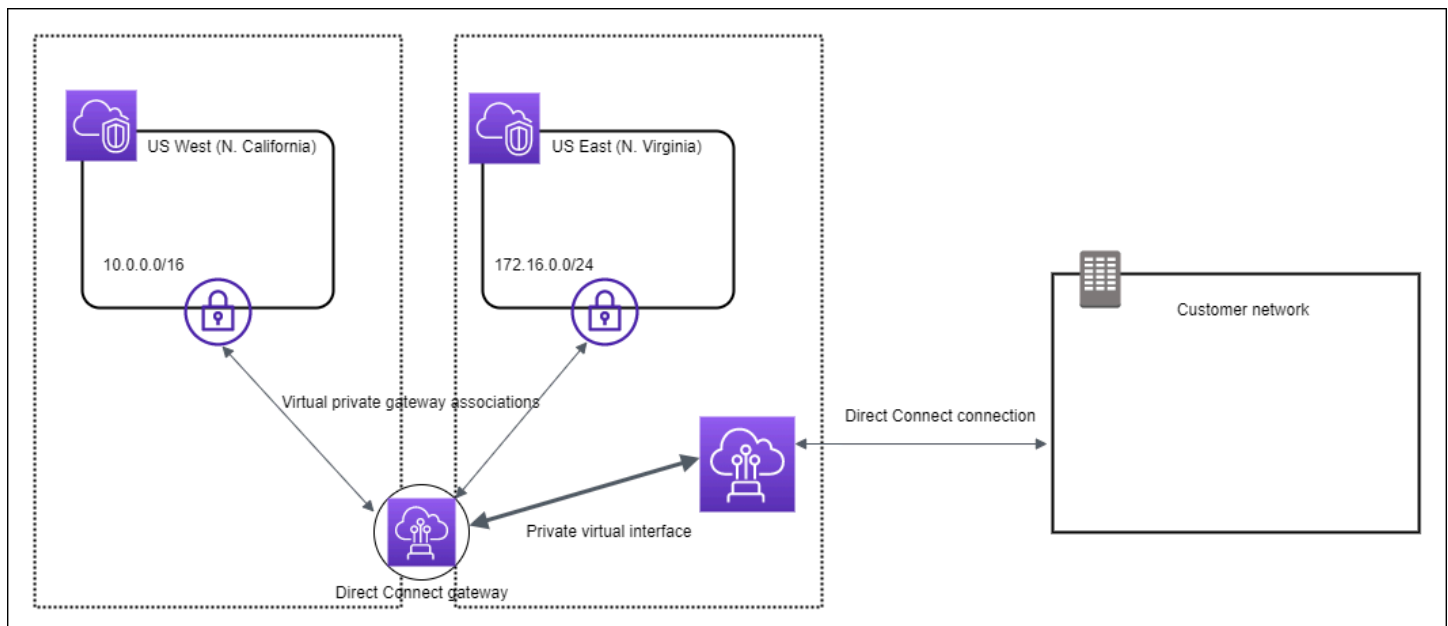 US West (N. California)
US East (N. Virginia)
10.0.0.0/16
172.16.0.0/24
Customer network
Virtual private gateway associations
Direct Connect connection
Private virtual interface
Direct Connect gateway